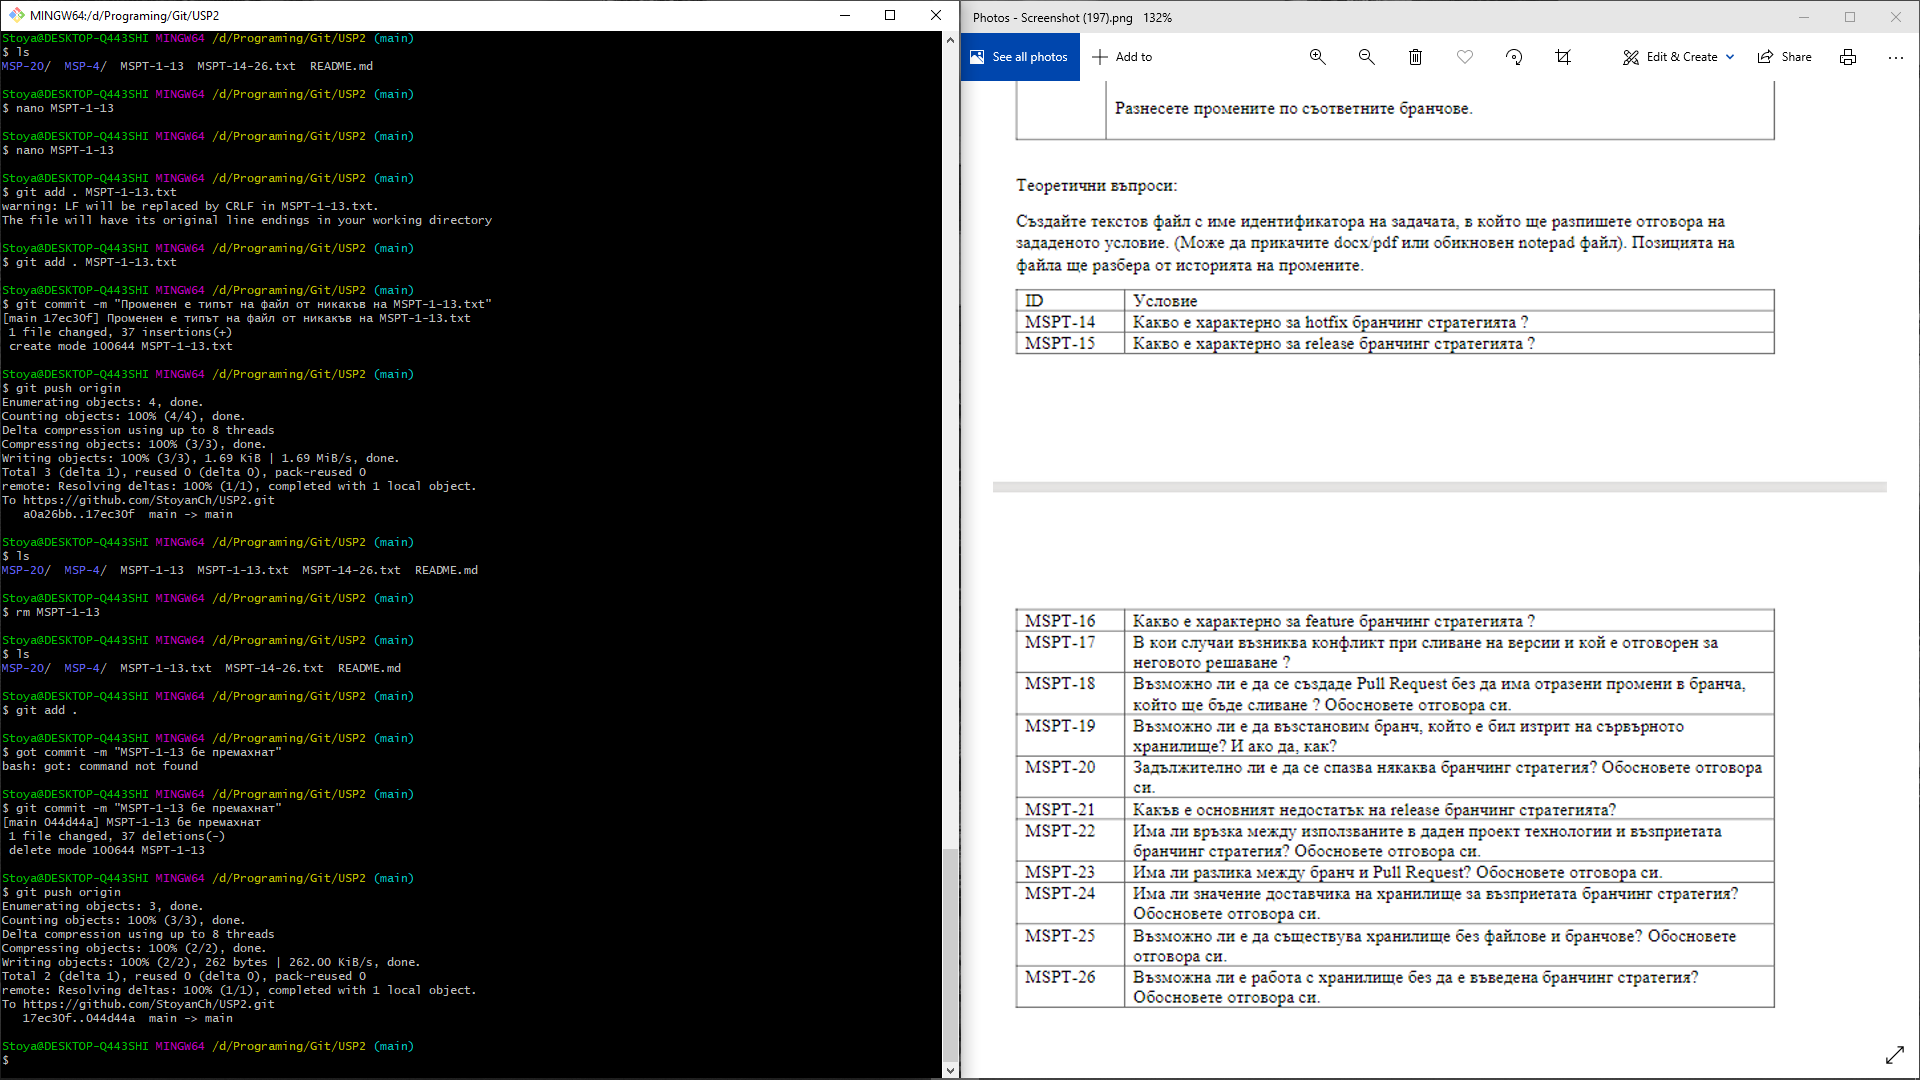 MINGW64:/d/Programing/Git/USP2
Stoya@DESKTOP-Q443SHI MINGW64 /d/Programing/Git/USP2 (main)
$ ls
MSP-20/  MSP-4/  MSPT-1-13  MSPT-14-26.txt  README.md
Stoya@DESKTOP-Q443SHI MINGW64 /d/Programing/Git/USP2 (main)
$ nano MSPT-1-13
Stoya@DESKTOP-Q443SHI MINGW64 /d/Programing/Git/USP2 (main)
$ nano MSPT-1-13
Stoya@DESKTOP-Q443SHI MINGW64 /d/Programing/Git/USP2 (main)
$ git add . MSPT-1-13.txt
warning: LF will be replaced by CRLF in MSPT-1-13.txt.
The file will have its original line endings in your working directory
Stoya@DESKTOP-Q443SHI MINGW64 /d/Programing/Git/USP2 (main)
$ git add . MSPT-1-13.txt
Stoya@DESKTOP-Q443SHI MINGW64 /d/Programing/Git/USP2 (main)
$ git commit -m "Променен е типът на файл от никакъв на MSPT-1-13.txt"
[main 17ec30f] Променен е типът на файл от никакъв на MSPT-1-13.txt
1 file changed, 37 insertions(+)
create mode 100644 MSPT-1-13.txt
Stoya@DESKTOP-Q443SHI MINGW64 /d/Programing/Git/USP2 (main)
$ git push origin
Enumerating objects: 4, done.
Counting objects: 100% (4/4), done.
Delta compression using up to 8 threads
Compressing objects: 100% (3/3), done.
Writing objects: 100% (3/3), 1.69 KiB | 1.69 MiB/s, done.
Total 3 (delta 1), reused 0 (delta 0), pack-reused 0
remote: Resolving deltas: 100% (1/1), completed with 1 local object.
To https://github.com/StoyanCh/USP2.git
a0a26bb..17ec30f  main -> main
Stoya@DESKTOP-Q443SHI MINGW64 /d/Programing/Git/USP2 (main)
$ ls
MSP-20/  MSP-4/  MSPT-1-13  MSPT-1-13.txt  MSPT-14-26.txt  README.md
Stoya@DESKTOP-Q443SHI MINGW64 /d/Programing/Git/USP2 (main)
$ rm MSPT-1-13
Stoya@DESKTOP-Q443SHI MINGW64 /d/Programing/Git/USP2 (main)
$ ls
MSP-20/  MSP-4/  MSPT-1-13.txt  MSPT-14-26.txt  README.md
Stoya@DESKTOP-Q443SHI MINGW64 /d/Programing/Git/USP2 (main)
$ git add .
Stoya@DESKTOP-Q443SHI MINGW64 /d/Programing/Git/USP2 (main)
$ got commit -m "MSPT-1-13 бе премахнат"
bash: got: command not found
Stoya@DESKTOP-Q443SHI MINGW64 /d/Programing/Git/USP2 (main)
$ git commit -m "MSPT-1-13 бе премахнат"
[main 044d44a] MSPT-1-13 бе премахнат
1 file changed, 37 deletions(-)
delete mode 100644 MSPT-1-13
Stoya@DESKTOP-Q443SHI MINGW64 /d/Programing/Git/USP2 (main)
$ git push origin
Enumerating objects: 3, done.
Counting objects: 100% (3/3), done.
Delta compression using up to 8 threads
Compressing objects: 100% (2/2), done.
Writing objects: 100% (2/2), 262 bytes | 262.00 KiB/s, done.
Total 2 (delta 1), reused 0 (delta 0), pack-reused 0
remote: Resolving deltas: 100% (1/1), completed with 1 local object.
To https://github.com/StoyanCh/USP2.git
17ec30f..044d44a  main -> main
Stoya@DESKTOP-Q443SHI MINGW64 /d/Programing/Git/USP2 (main)
$
Photos - Screenshot (197).png   132%
See all photos   Add to   Edit & Create   Share
Разнесете промените по съответните бранчове.
Теоретични въпроси:
Създайте текстов файл с име идентификатора на задачата, в който ще разпишете отговора на
зададеното условие. (Може да прикачите docx/pdf или обикновен notepad файл). Позицията на
файла ще разбера от историята на промените.
ID   Условие
MSPT-14   Какво е характерно за hotfix бранчинг стратегията ?
MSPT-15   Какво е характерно за release бранчинг стратегията ?
MSPT-16   Какво е характерно за feature бранчинг стратегията ?
MSPT-17   В кои случаи възниква конфликт при сливане на версии и кой е отговорен за
неговото решаване ?
MSPT-18   Възможно ли е да се създаде Pull Request без да има отразени промени в бранча,
който ще бъде сливане ? Обосновете отговора си.
MSPT-19   Възможно ли е да възстановим бранч, който е бил изтрит на сървърното
хранилище? И ако да, как?
MSPT-20   Задължително ли е да се спазва някаква бранчинг стратегия? Обосновете отговора
си.
MSPT-21   Какъв е основният недостатък на release бранчинг стратегията?
MSPT-22   Има ли връзка между използваните в даден проект технологии и възприетата
бранчинг стратегия? Обосновете отговора си.
MSPT-23   Има ли разлика между бранч и Pull Request? Обосновете отговора си.
MSPT-24   Има ли значение доставчика на хранилище за възприетата бранчинг стратегия?
Обосновете отговора си.
MSPT-25   Възможно ли е да съществува хранилище без файлове и бранчове? Обосновете
отговора си.
MSPT-26   Възможна ли е работа с хранилище без да е въведена бранчинг стратегия?
Обосновете отговора си.